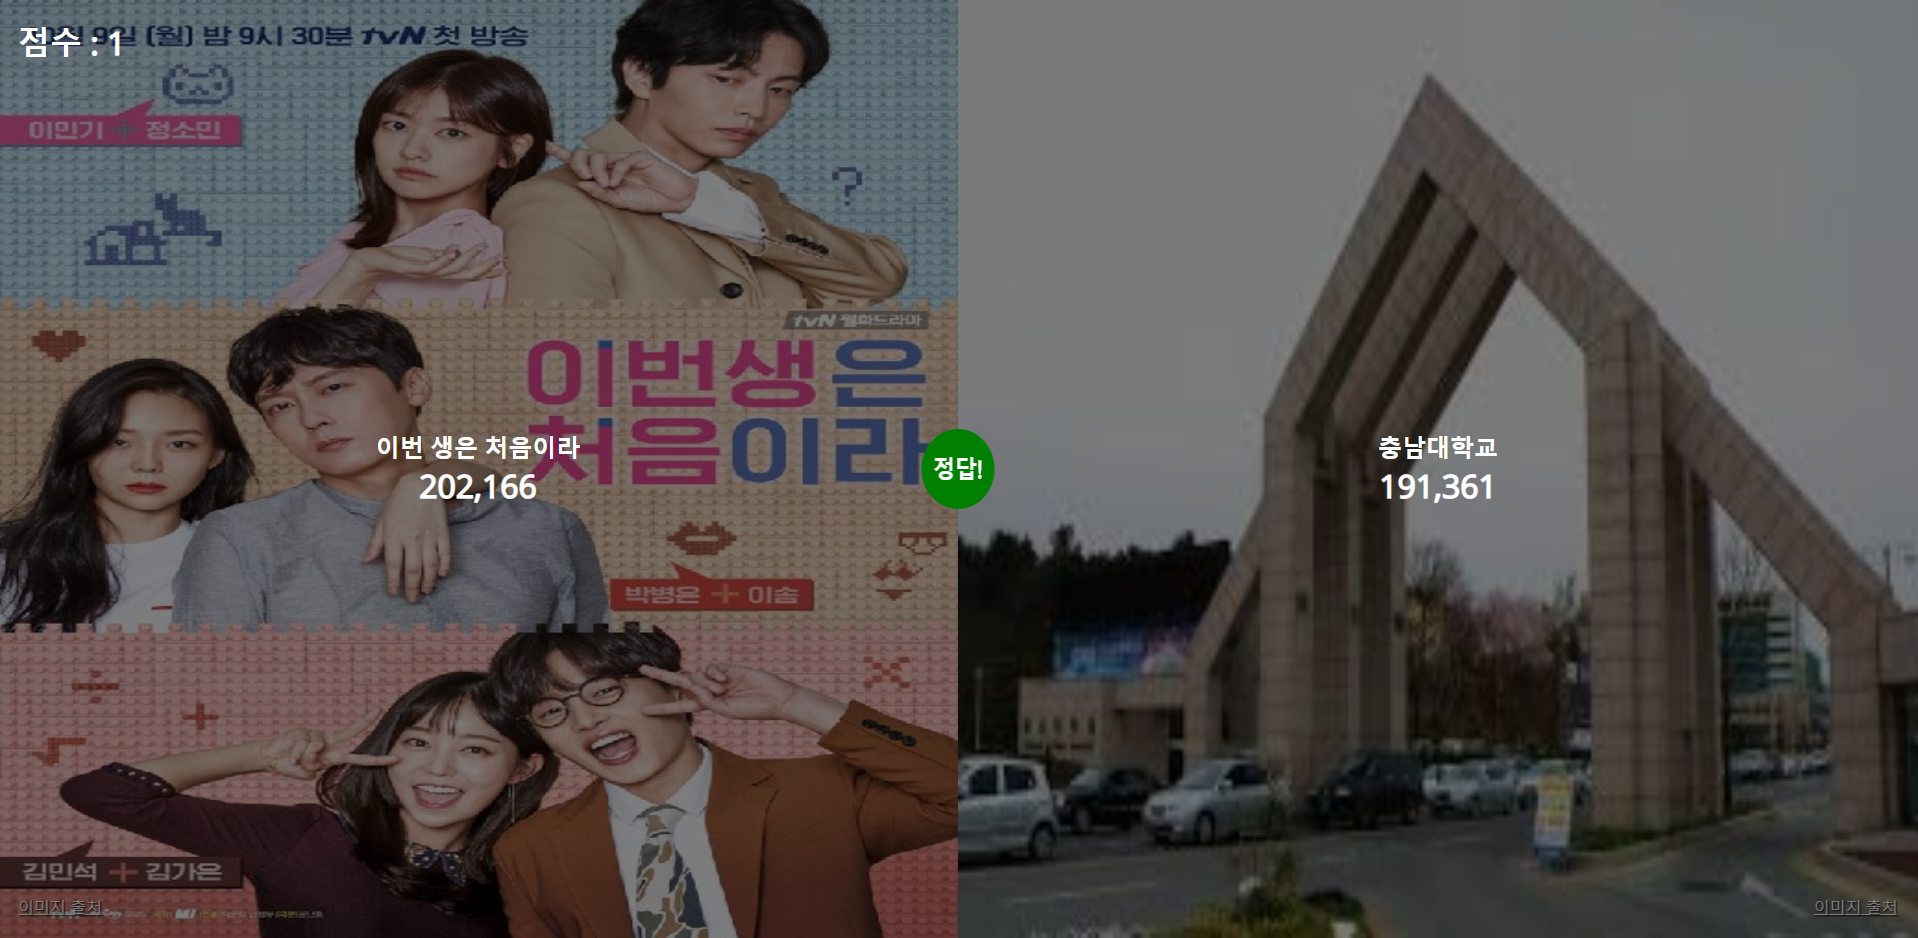 점수 : 1
9일 (월) 밤 9시 30분 tvN 첫 방송
이민기 + 정소민
tvN 월화드라마
이번생은
처음이라
이번 생은 처음이라
202,166
정답!
충남대학교
191,361
박병은 + 이솜
김민석 + 김가은
이미지 출처
이미지 출처